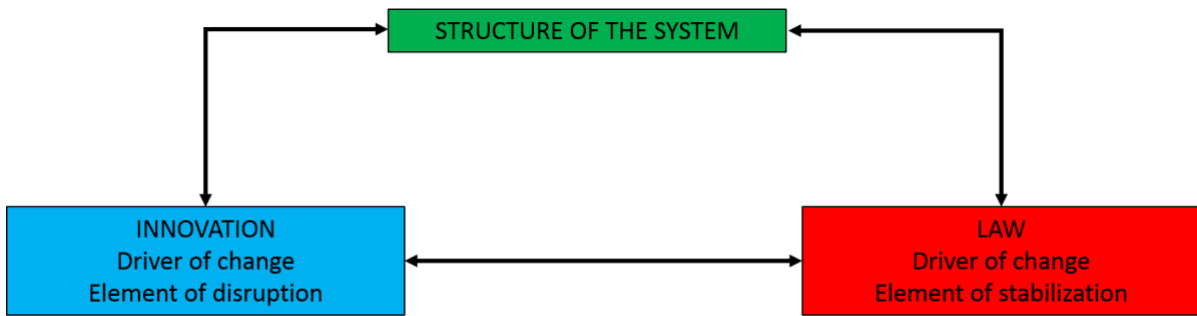 STRUCTURE OF THE SYSTEM
INNOVATION
Driver of change
Element of disruption
LAW
Driver of change
Element of stabilization